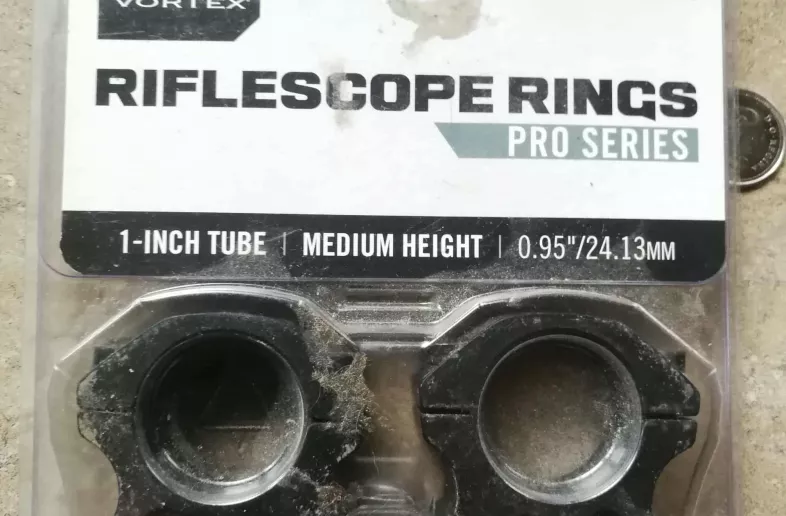 VORTEX
RIFLESCOPE RINGS
PRO SERIES
1-INCH TUBE | MEDIUM HEIGHT | 0.95"/24.13MM